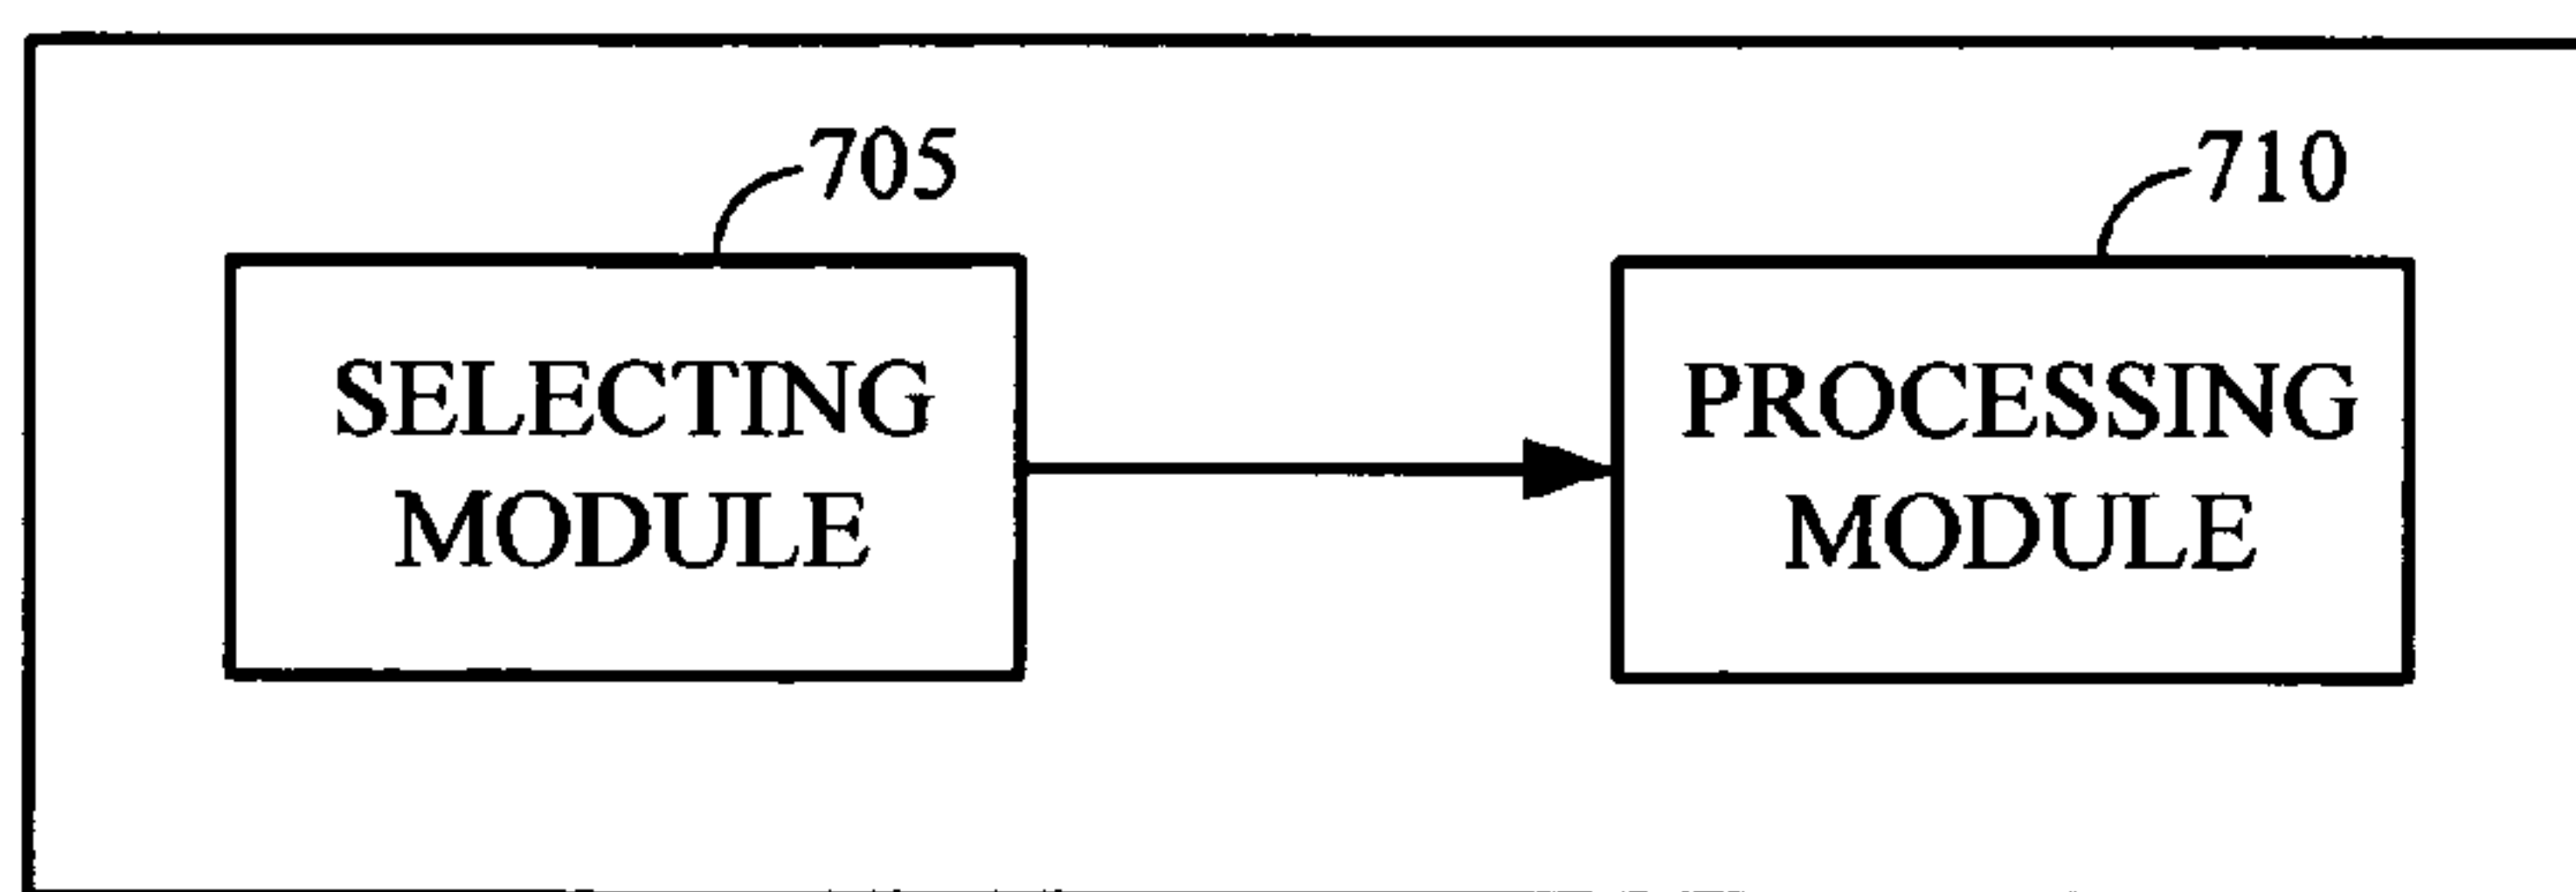 705
710
SELECTING
MODULE
PROCESSING
MODULE